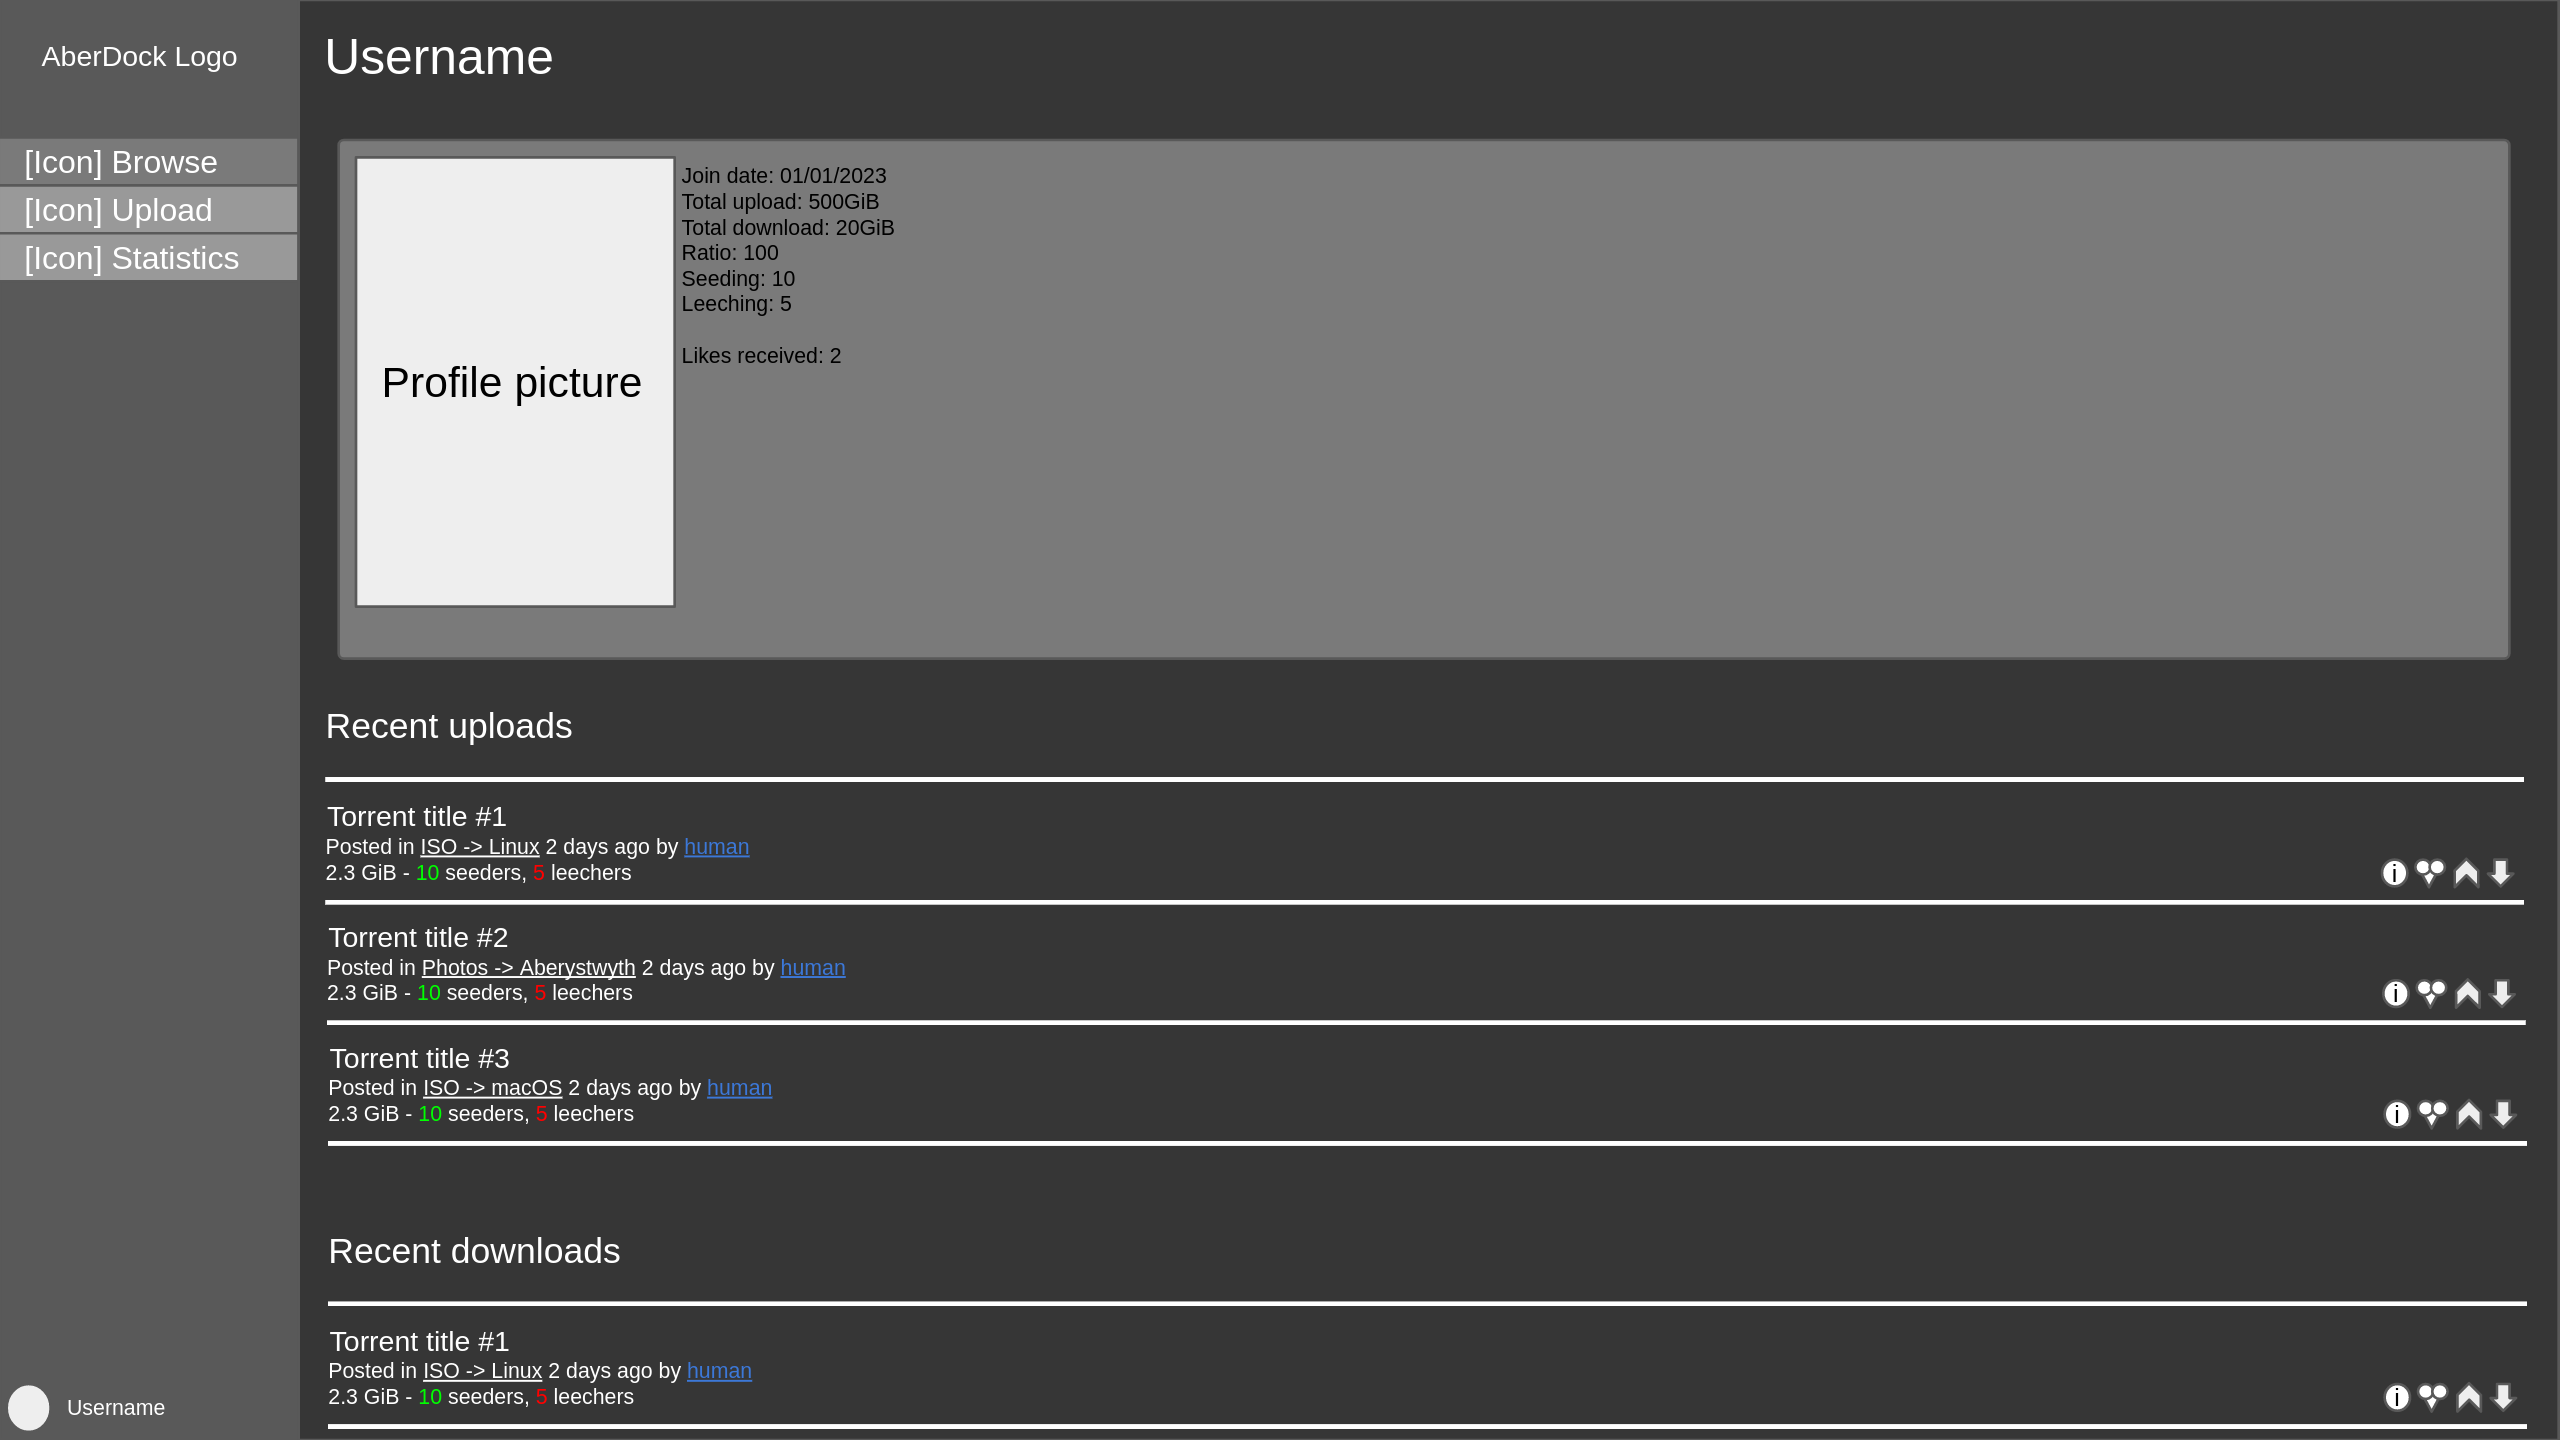 AberDock Logo
[Icon] Browse
[Icon] Upload
[Icon] Statistics
Username
Username
Profile picture
Join date: 01/01/2023
Total upload: 500GiB
Total download: 20GiB
Ratio: 100
Seeding: 10
Leeching: 5
Likes received: 2
Recent uploads
Torrent title #1
Posted in ISO -> Linux 2 days ago by human
2.3 GiB - 10 seeders, 5 leechers
i
Torrent title #2
Posted in Photos -> Aberystwyth 2 days ago by human
2.3 GiB - 10 seeders, 5 leechers
i
Torrent title #3
Posted in ISO -> macOS 2 days ago by human
2.3 GiB - 10 seeders, 5 leechers
i
Recent downloads
Torrent title #1
Posted in ISO -> Linux 2 days ago by human
2.3 GiB - 10 seeders, 5 leechers
i